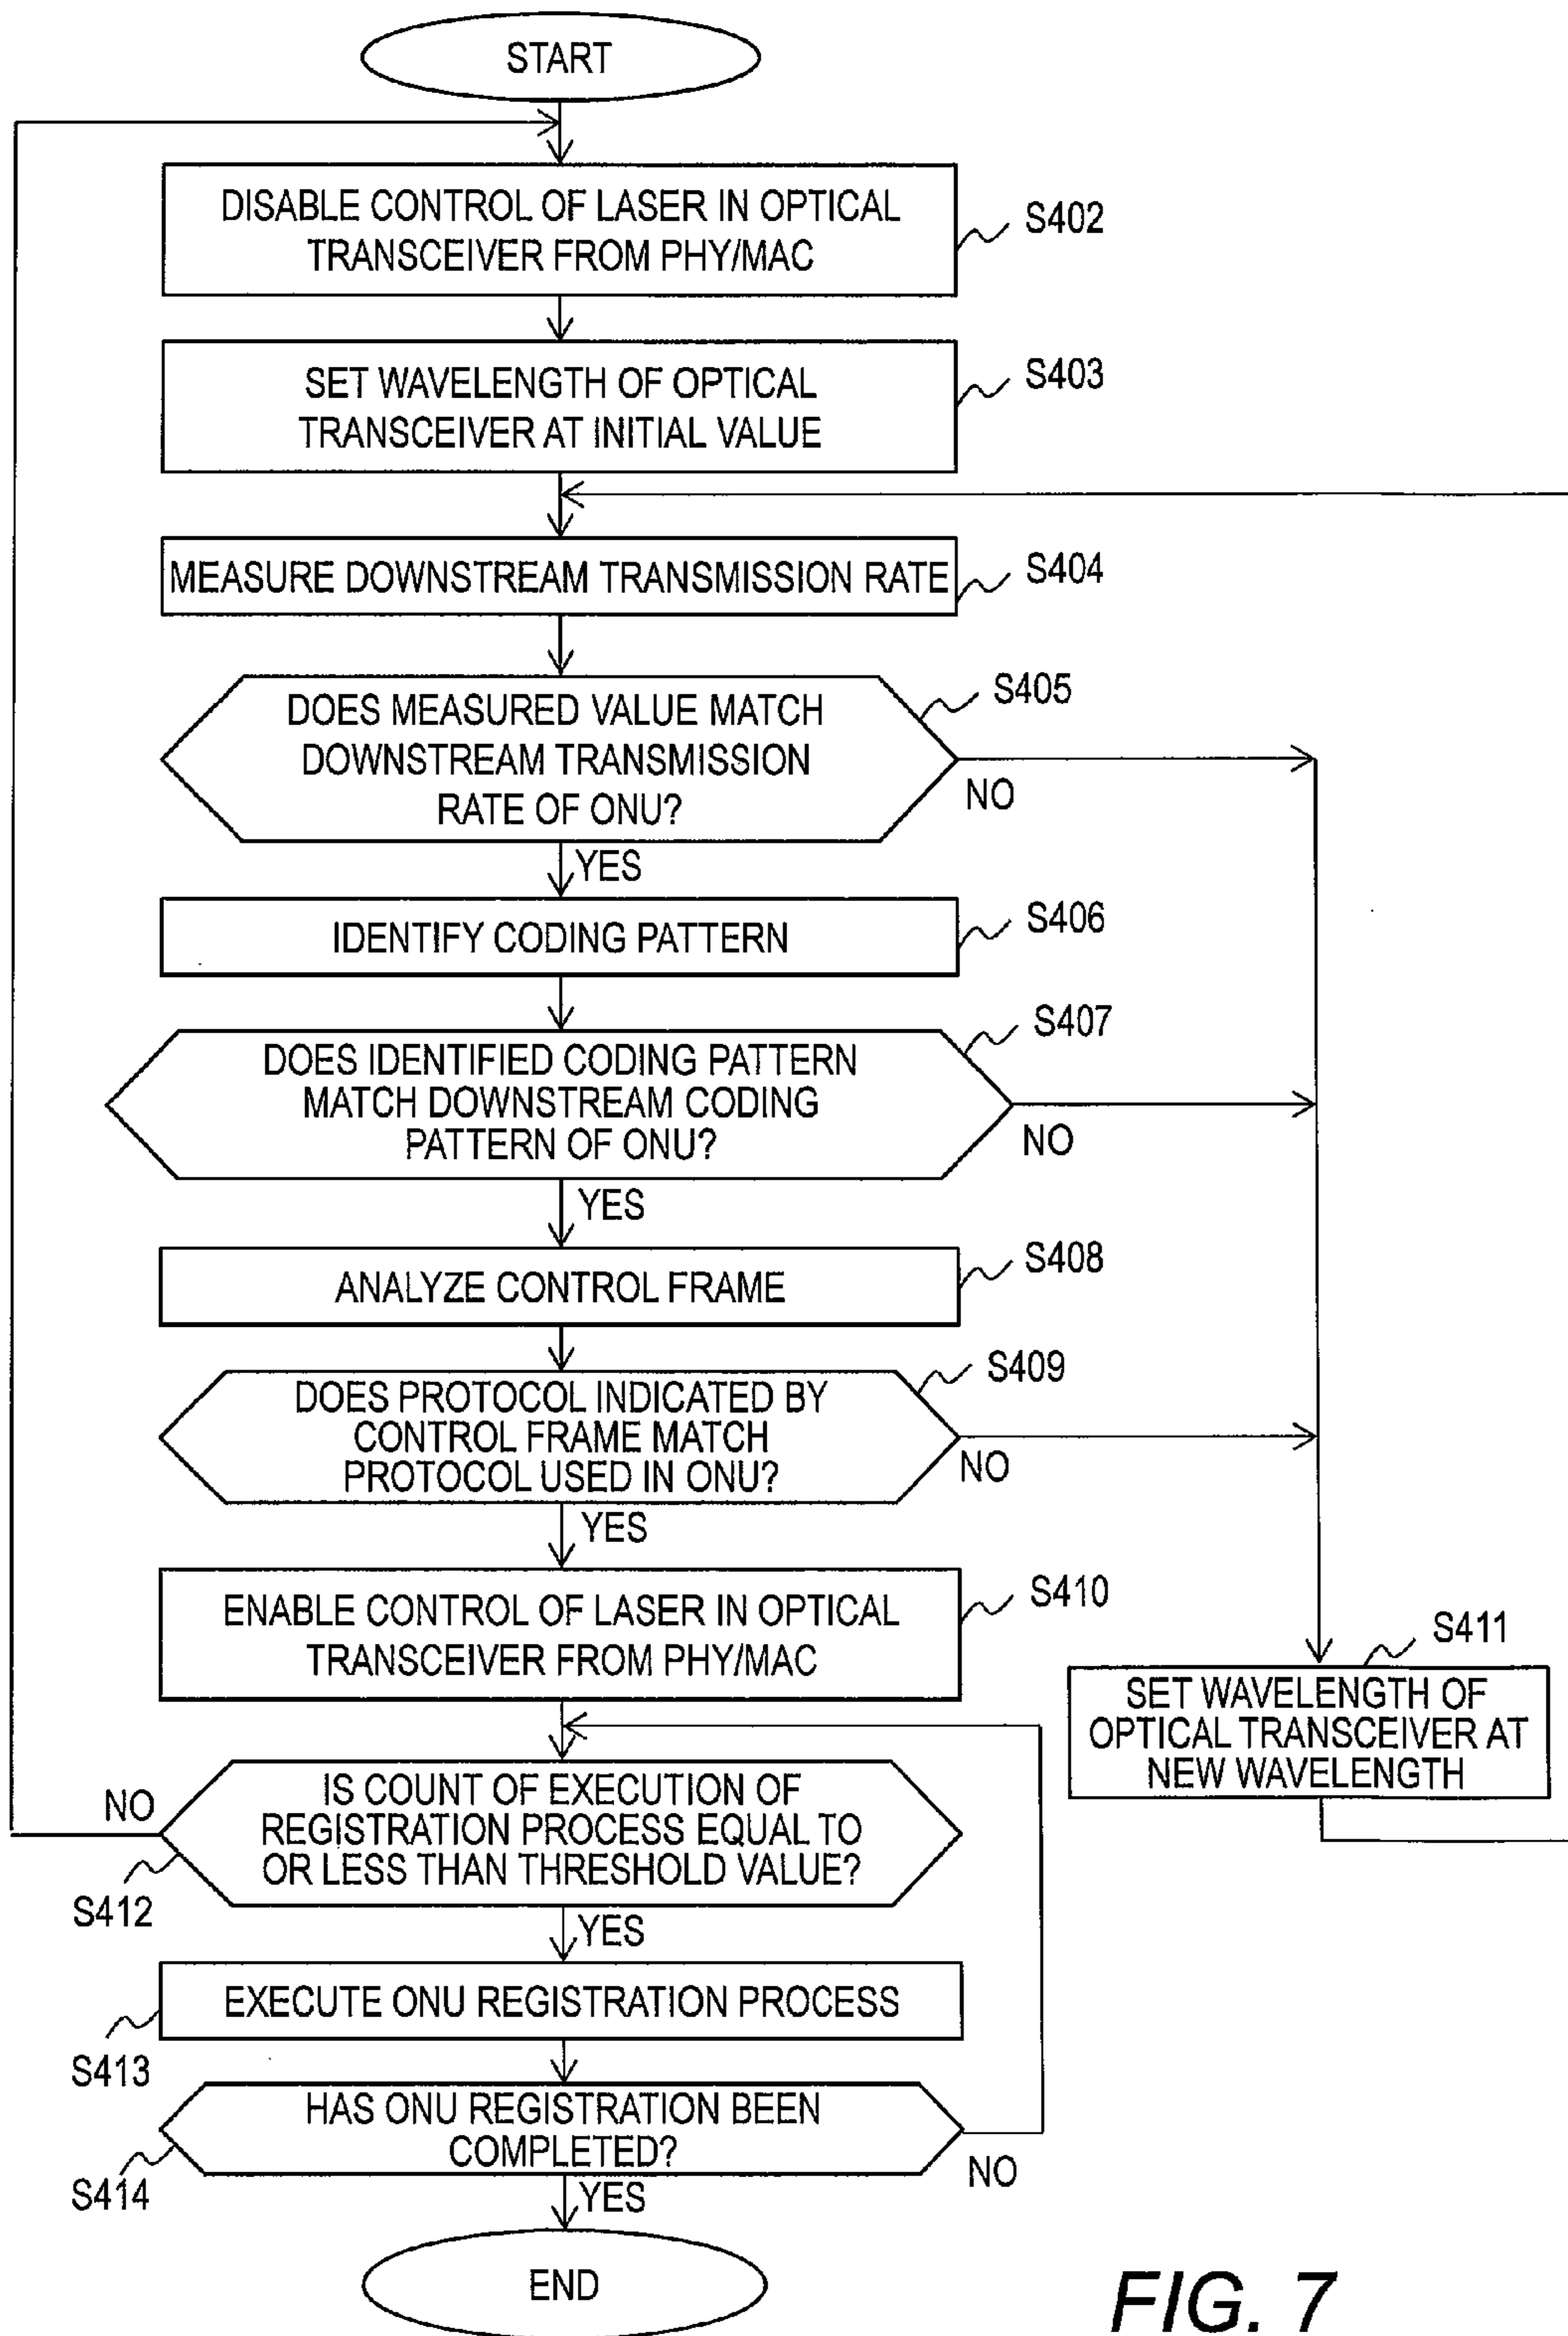 START
DISABLE CONTROL OF LASER IN OPTICAL
TRANSCEIVER FROM PHY/MAC
S402
SET WAVELENGTH OF OPTICAL
TRANSCEIVER AT INITIAL VALUE
S403
MEASURE DOWNSTREAM TRANSMISSION RATE
S404
DOES MEASURED VALUE MATCH
DOWNSTREAM TRANSMISSION
RATE OF ONU?
S405
NO
YES
IDENTIFY CODING PATTERN
S406
DOES IDENTIFIED CODING PATTERN
MATCH DOWNSTREAM CODING
PATTERN OF ONU?
S407
NO
YES
ANALYZE CONTROL FRAME
S408
DOES PROTOCOL INDICATED BY
CONTROL FRAME MATCH
PROTOCOL USED IN ONU?
S409
NO
YES
ENABLE CONTROL OF LASER IN OPTICAL
TRANSCEIVER FROM PHY/MAC
S410
S411
SET WAVELENGTH OF
OPTICAL TRANSCEIVER AT
NEW WAVELENGTH
IS COUNT OF EXECUTION OF
REGISTRATION PROCESS EQUAL TO
OR LESS THAN THRESHOLD VALUE?
NO
S412
YES
EXECUTE ONU REGISTRATION PROCESS
S413
HAS ONU REGISTRATION BEEN
COMPLETED?
S414
NO
YES
END
FIG. 7